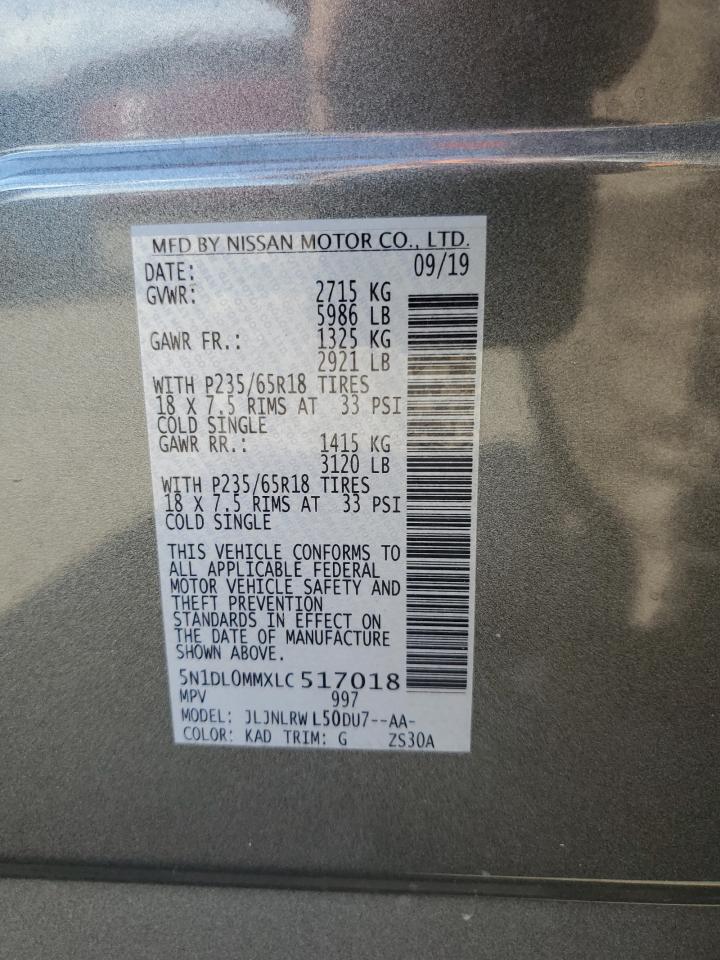 MFD BY NISSAN MOTOR CO., LTD.
DATE: 09/19
GVWR: 2715 KG
5986 LB
GAWR FR.: 1325 KG
2921 LB
WITH P235/65R18 TIRES
18 X 7.5 RIMS AT 33 PSI
COLD SINGLE
GAWR RR.: 1415 KG
3120 LB
WITH P235/65R18 TIRES
18 X 7.5 RIMS AT 33 PSI
COLD SINGLE
THIS VEHICLE CONFORMS TO
ALL APPLICABLE FEDERAL
MOTOR VEHICLE SAFETY AND
THEFT PREVENTION
STANDARDS IN EFFECT ON
THE DATE OF MANUFACTURE
SHOWN ABOVE.
5N1DL0MMXLC517018
MPV 997
MODEL: JLJNLRWL50DU7--AA-
COLOR: KAD TRIM: G ZS30A